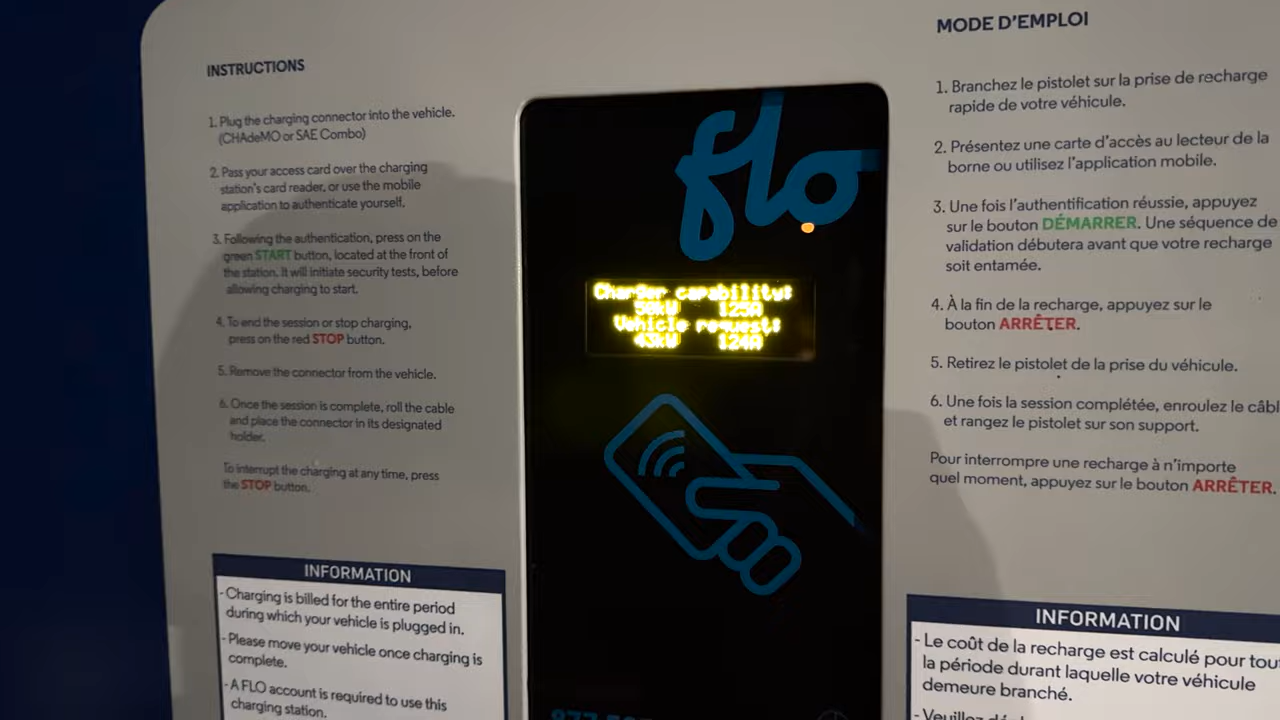 INSTRUCTIONS
1. Plug the charging connector into the vehicle.
(CHAdeMO or SAE Combo)
2. Pass your access card over the charging
station's card reader, or use the mobile
application to authenticate yourself.
3. Following the authentication, press on the
green START button, located at the front of
the station. It will initiate security tests, before
allowing charging to start.
4. To end the session or stop charging,
press on the red STOP button.
5. Remove the connector from the vehicle.
6. Once the session is complete, roll the cable
and place the connector in its designated
holder.
To interrupt the charging at any time, press
the STOP button.
INFORMATION
- Charging is billed for the entire period
during which your vehicle is plugged in.
- Please move your vehicle once charging is
complete.
- A FLO account is required to use this
charging station.
flo
Charger capability:
50kW 125A
Vehicle request:
43kW 124A
MODE D'EMPLOI
1. Branchez le pistolet sur la prise de recharge
rapide de votre véhicule.
2. Présentez une carte d'accès au lecteur de la
borne ou utilisez l'application mobile.
3. Une fois l'authentification réussie, appuyez
sur le bouton DÉMARRER. Une séquence de
validation débutera avant que votre recharge
soit entamée.
4. À la fin de la recharge, appuyez sur le
bouton ARRÊTER.
5. Retirez le pistolet de la prise du véhicule.
6. Une fois la session complétée, enroulez le câbl
et rangez le pistolet sur son support.
Pour interrompre une recharge à n'importe
quel moment, appuyez sur le bouton ARRÊTER.
INFORMATION
- Le coût de la recharge est calculé pour tout
la période durant laquelle votre véhicule
demeure branché.